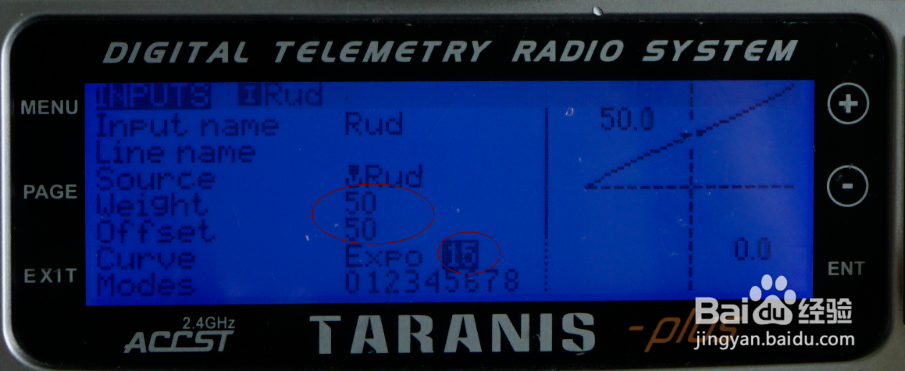 DIGITAL TELEMETRY RADIO SYSTEM
MENU
PAGE
EXIT
INPUTS I Rud
Input name Rud
Line name
Source Rud
Weight 50
Offset 50
Curve Expo 15
Modes 012345678
50.0
0.0
+
-
ENT
2.4GHz
ACCST
TARANIS -plus
Baidu 经验
jingyan.baidu.com